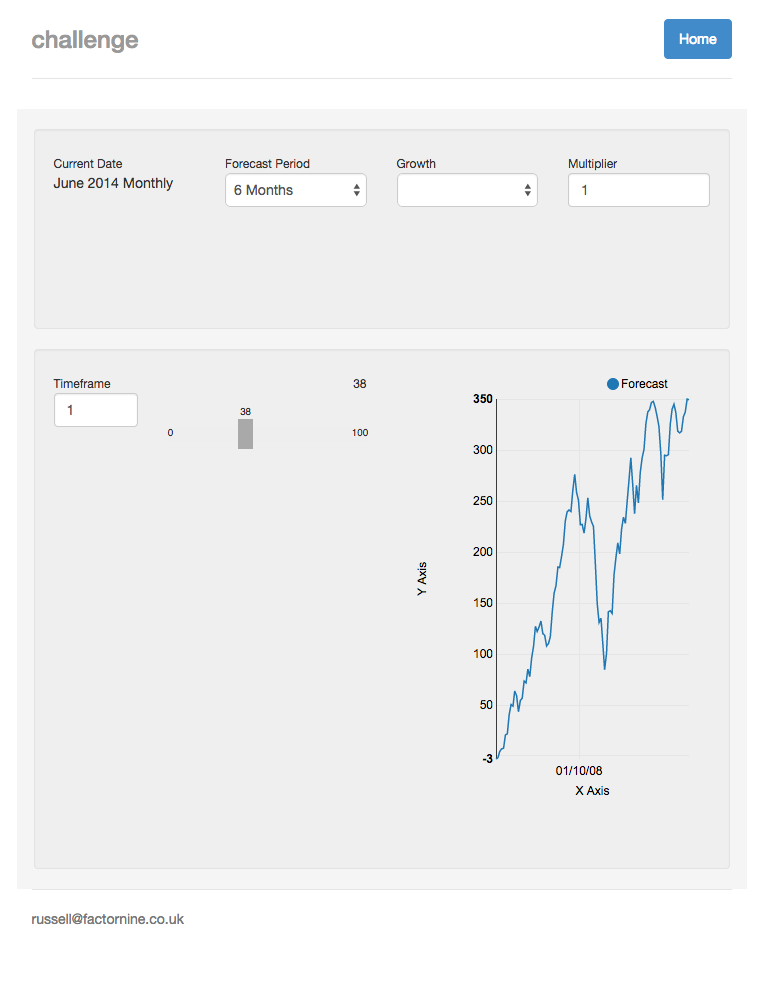 challenge
Home
Current Date
Forecast Period
Growth
Multiplier
June 2014 Monthly
6 Months
1
Timeframe
38
1
38
0
100
Forecast
350
300
250
200
150
100
50
-3
Y Axis
01/10/08
X Axis
russell@factornine.co.uk